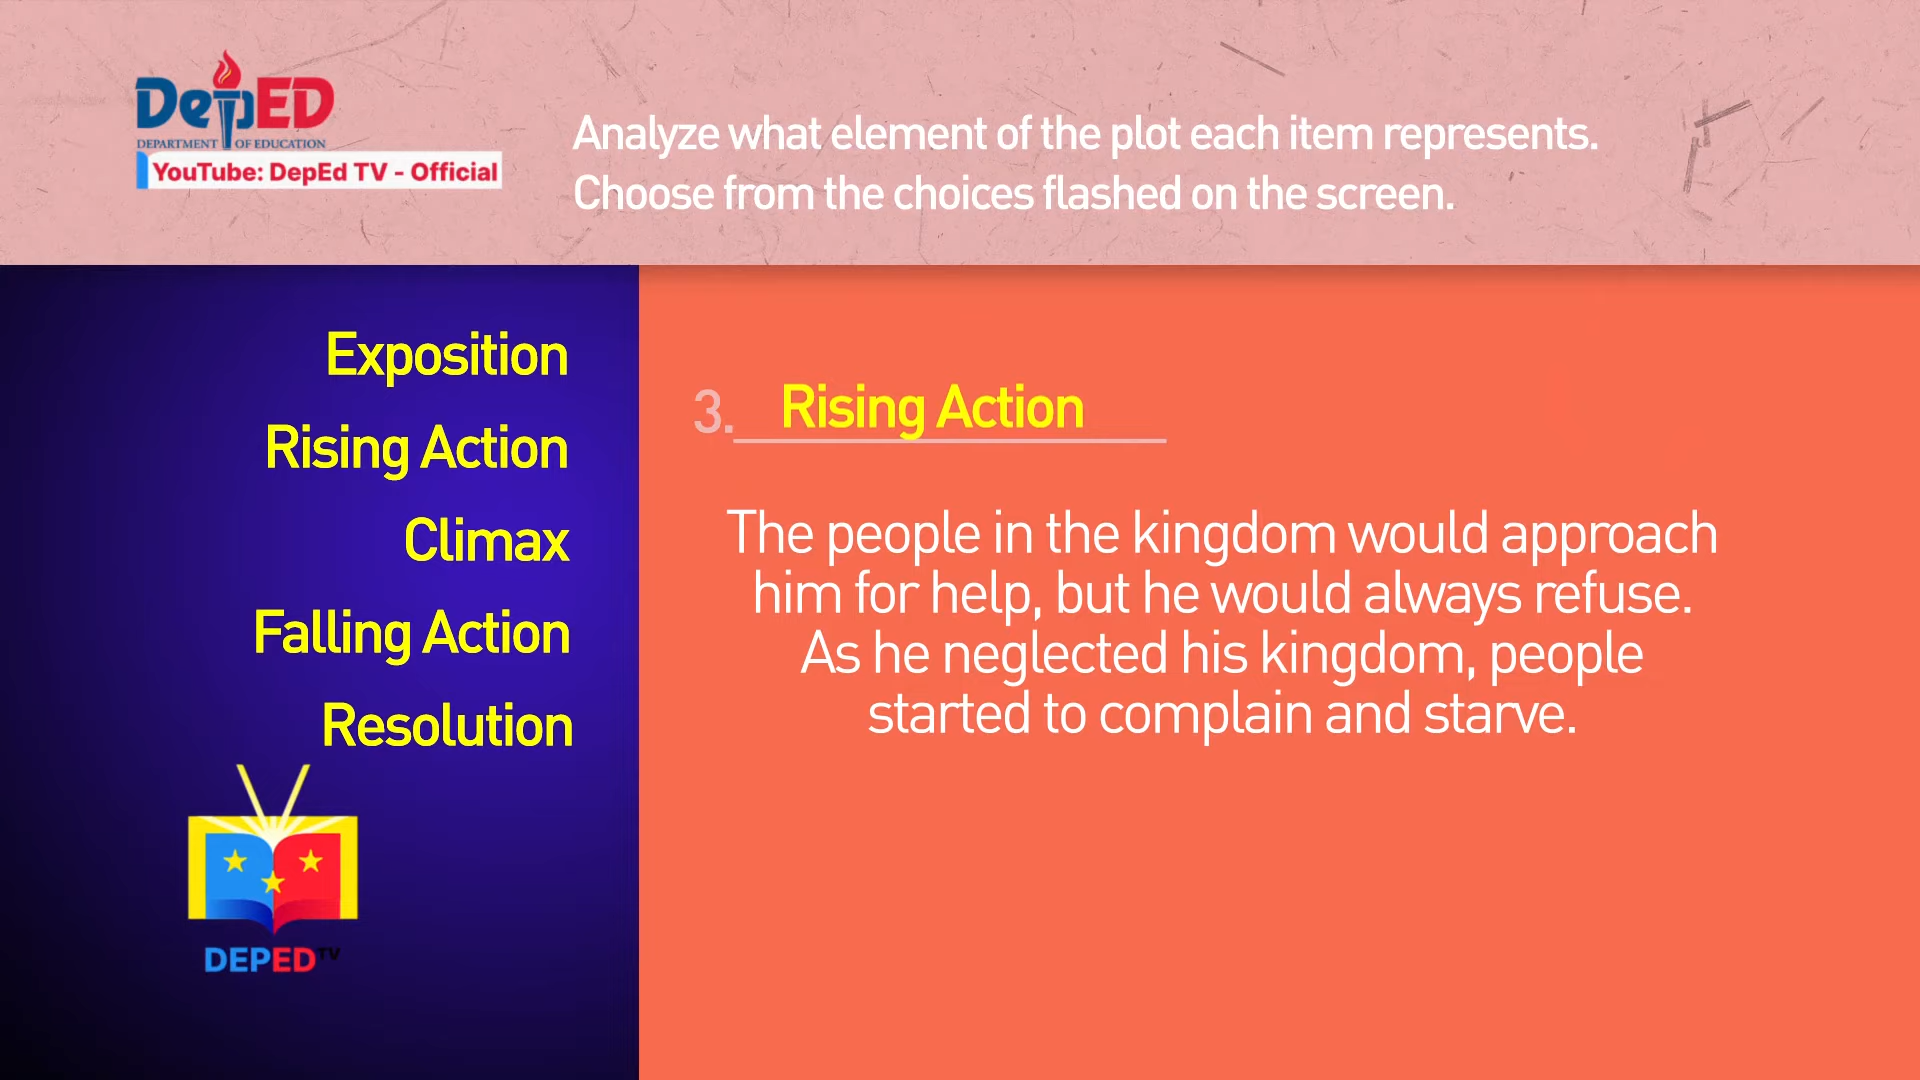 DepED
DEPARTMENT OF EDUCATION
YouTube: DepEd TV - Official
Analyze what element of the plot each item represents.
Choose from the choices flashed on the screen.
Exposition
Rising Action
Climax
Falling Action
Resolution
DEPED TV
3. Rising Action
The people in the kingdom would approach
him for help, but he would always refuse.
As he neglected his kingdom, people
started to complain and starve.